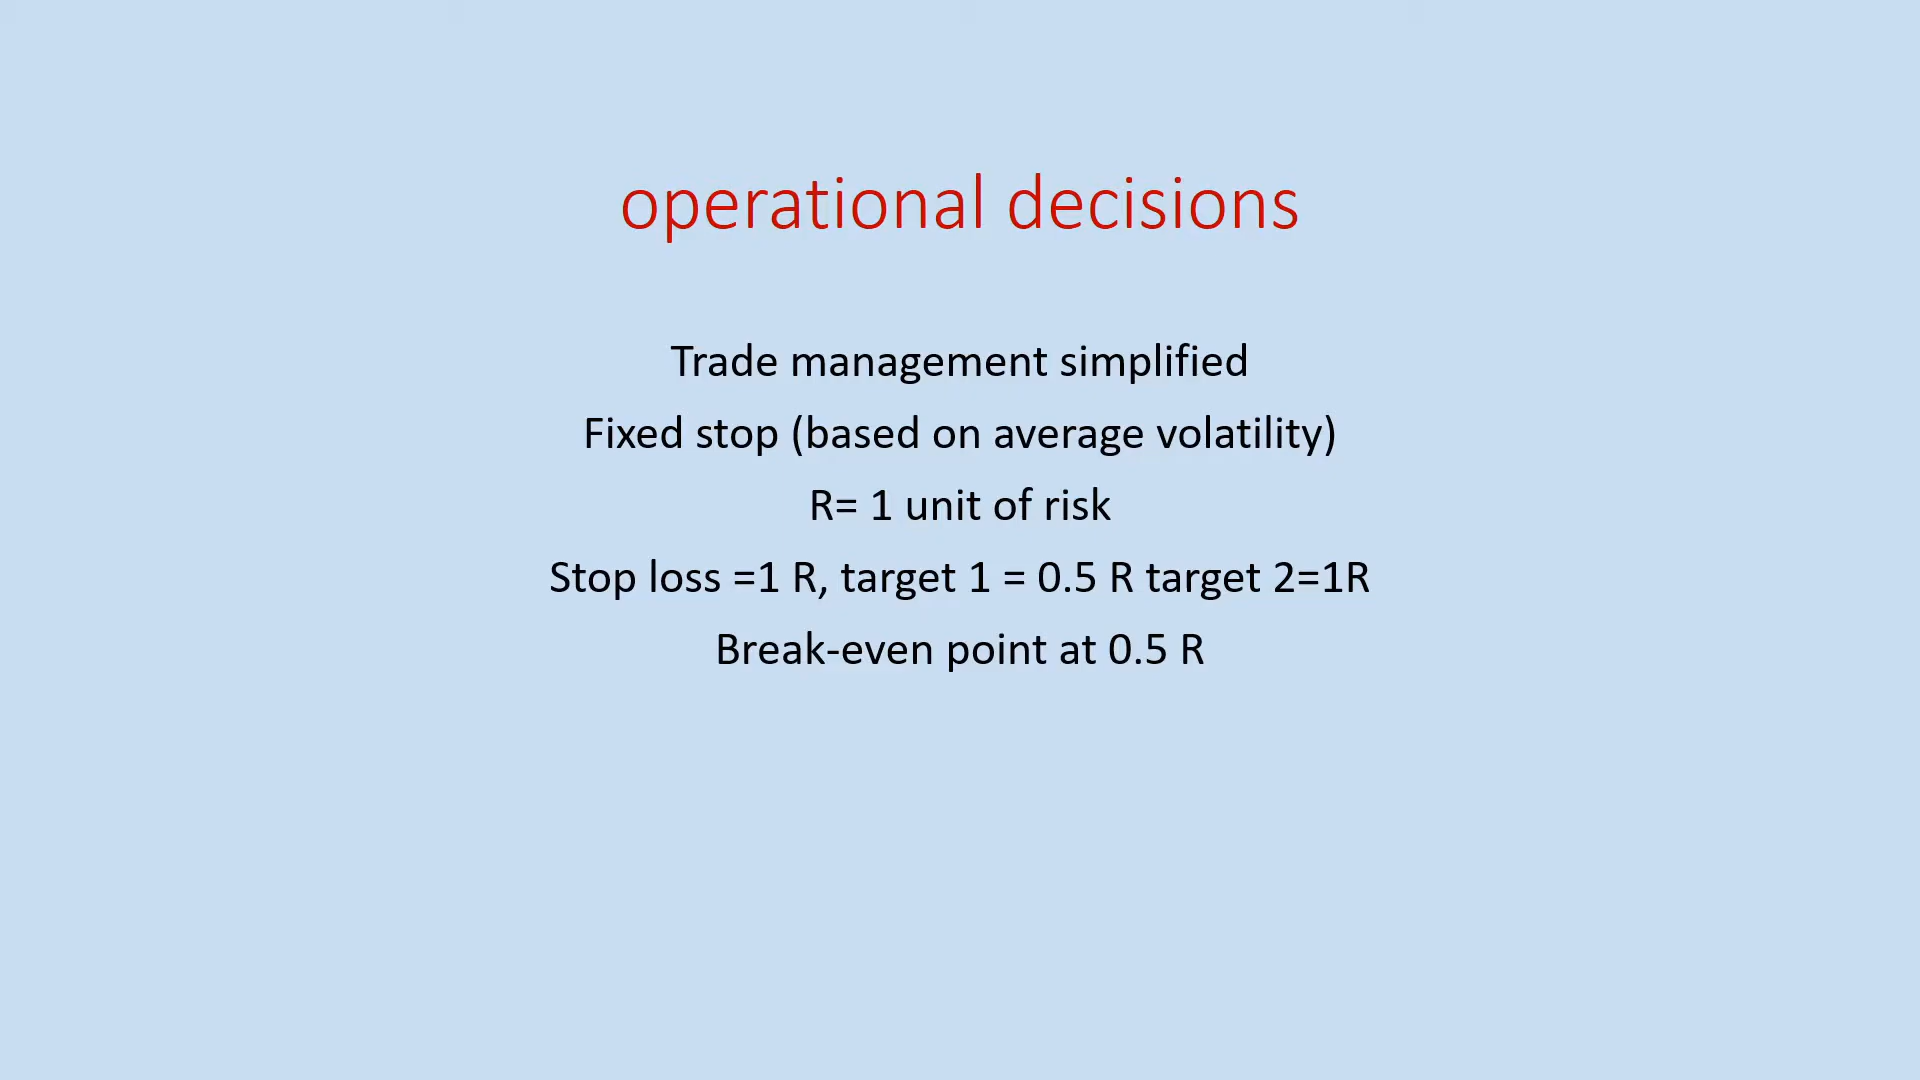 operational decisions
Trade management simplified
Fixed stop (based on average volatility)
R= 1 unit of risk
Stop loss =1 R, target 1 = 0.5 R target 2=1R
Break-even point at 0.5 R